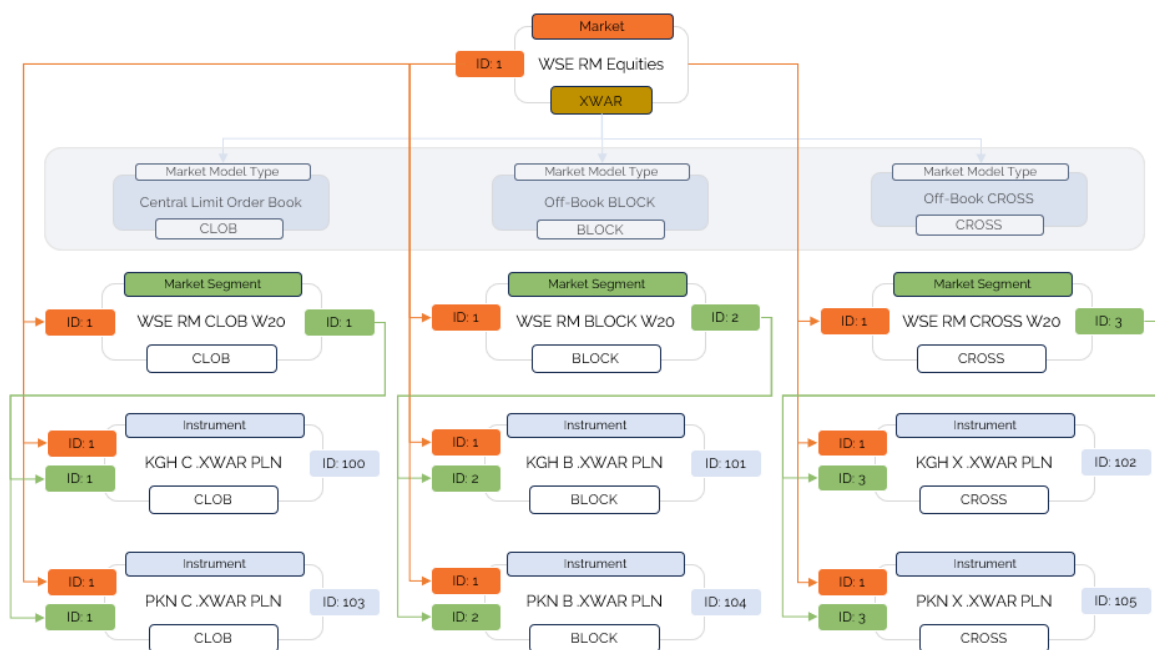 Market
ID: 1
WSE RM Equities
XWAR
Market Model Type
Central Limit Order Book
CLOB
Market Model Type
Off-Book BLOCK
BLOCK
Market Model Type
Off-Book CROSS
CROSS
Market Segment
ID: 1
WSE RM CLOB W20
ID: 1
CLOB
Market Segment
ID: 1
WSE RM BLOCK W20
ID: 2
BLOCK
Market Segment
ID: 1
WSE RM CROSS W20
ID: 3
CROSS
Instrument
ID: 1
KGH C .XWAR PLN
ID: 100
ID: 1
CLOB
Instrument
ID: 1
KGH B .XWAR PLN
ID: 101
ID: 2
BLOCK
Instrument
ID: 1
KGH X .XWAR PLN
ID: 102
ID: 3
CROSS
Instrument
ID: 1
PKN C .XWAR PLN
ID: 103
ID: 1
CLOB
Instrument
ID: 1
PKN B .XWAR PLN
ID: 104
ID: 2
BLOCK
Instrument
ID: 1
PKN X .XWAR PLN
ID: 105
ID: 3
CROSS